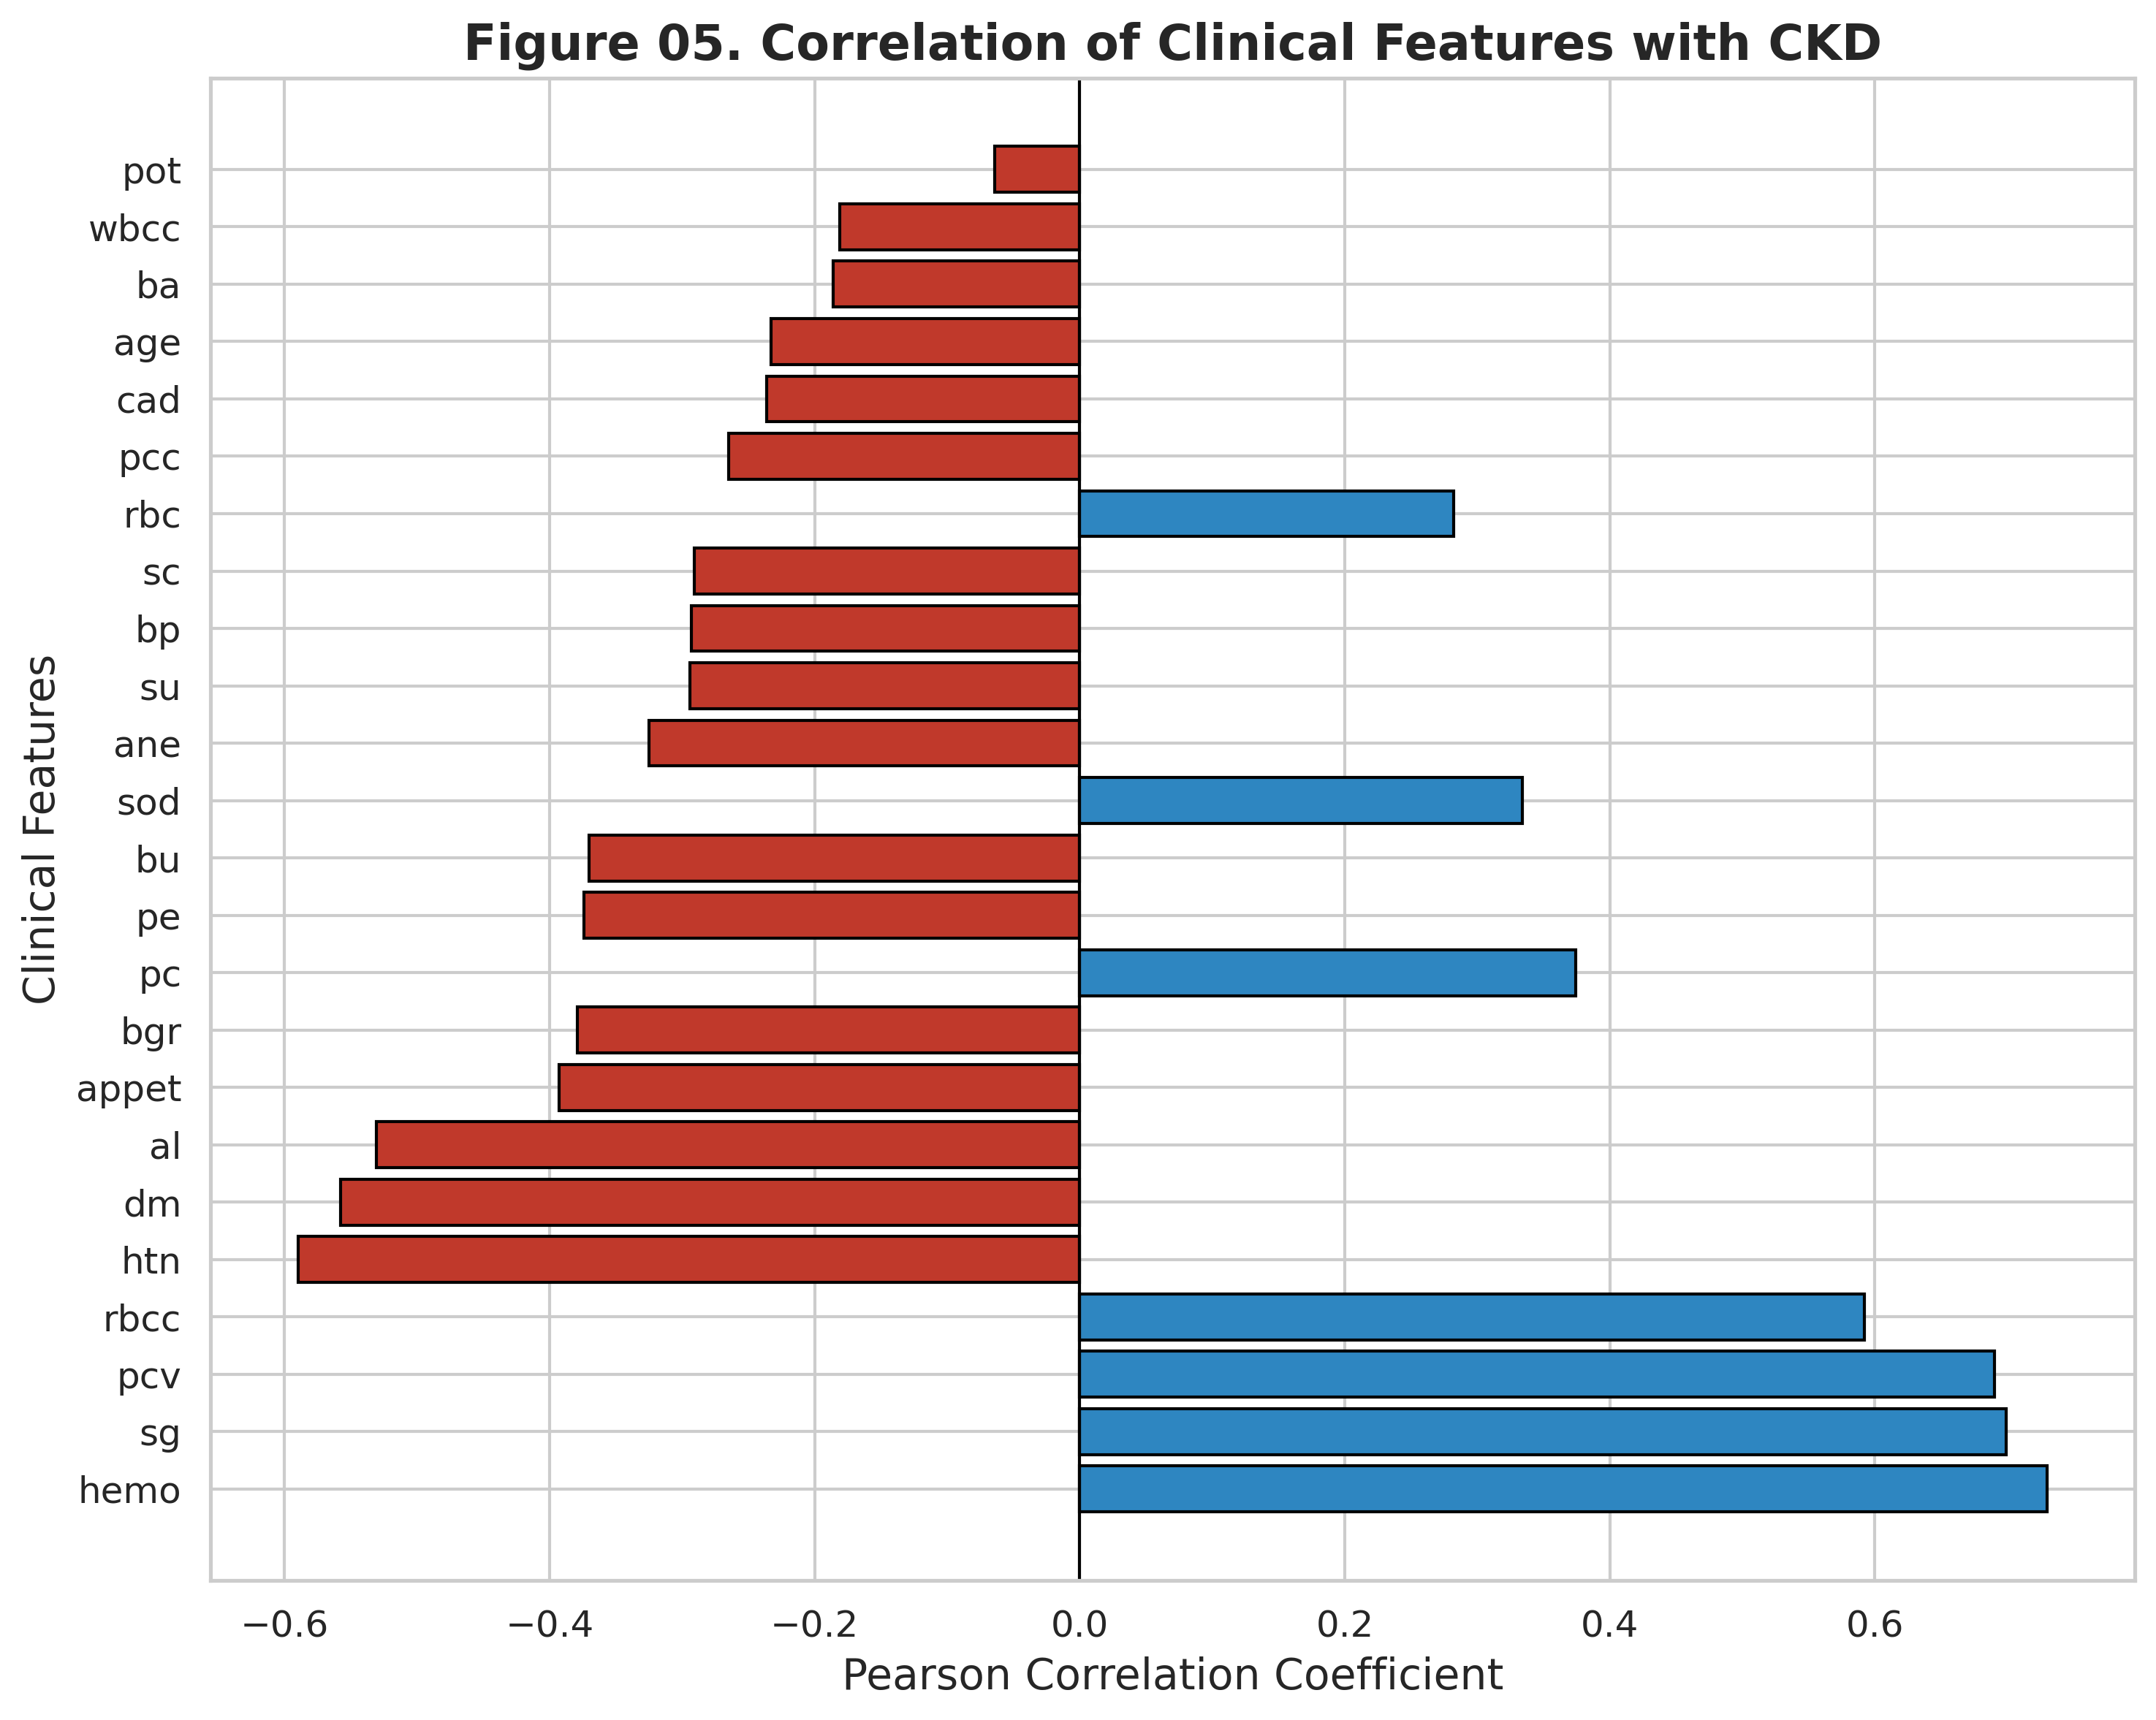 Figure 05. Correlation of Clinical Features with CKD
Clinical Features
pot
wbcc
ba
age
cad
pcc
rbc
sc
bp
su
ane
sod
bu
pe
pc
bgr
appet
al
dm
htn
rbcc
pcv
sg
hemo
−0.6 −0.4 −0.2 0.0 0.2 0.4 0.6
Pearson Correlation Coefficient